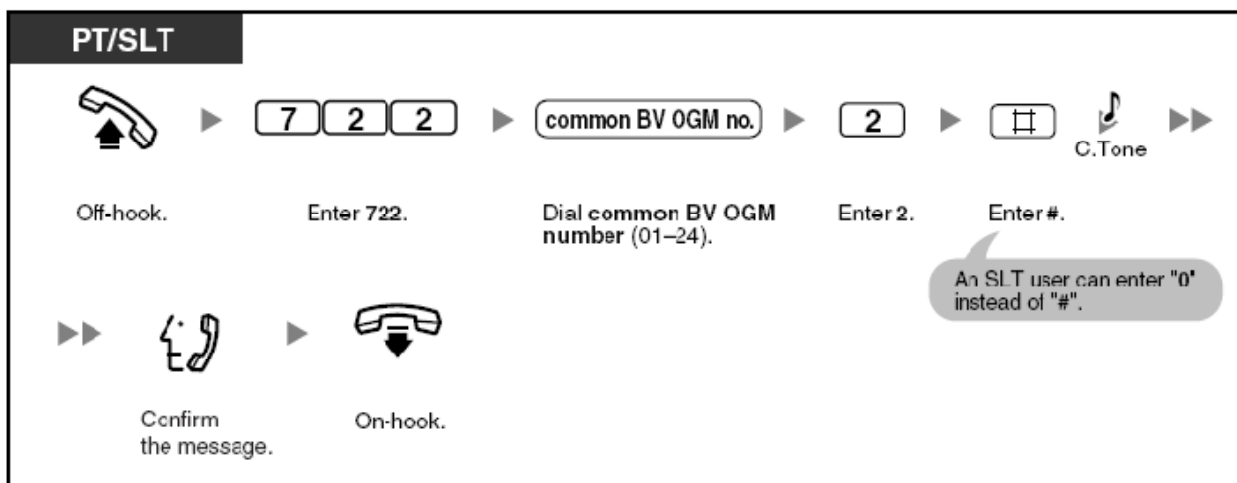 PT/SLT
7 2 2
common BV OGM no.
2
#
C.Tone
Off-hook.
Enter 722.
Dial common BV OGM
number (01–24).
Enter 2.
Enter #.
An SLT user can enter "0"
instead of "#".
Confirm
the message.
On-hook.